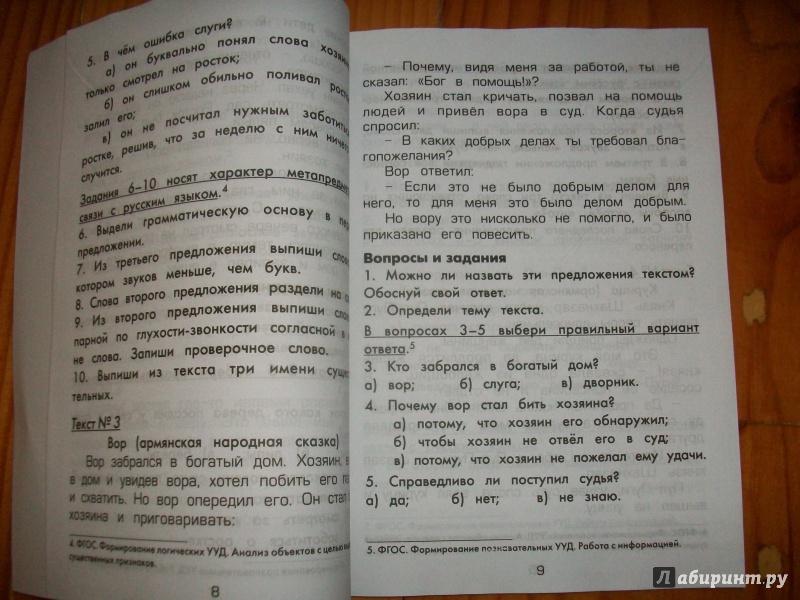 5. В чём ошибка слуги?
а) он буквально понял слова хозяин
только смотрел на росток;
б) он слишком обильно поливал рост
залил его;
в) он не посчитал нужным заботить
ростке, решив, что за неделю с ним ниче
случится.
Задания 6–10 носят характер метапредме
связи с русским языком.4
6. Выдели грамматическую основу в пе
предложении.
7. Из третьего предложения выпиши сло
котором звуков меньше, чем букв.
8. Слова второго предложения раздели на с
9. Из второго предложения выпиши сло
парной по глухости-звонкости согласной в
не слова. Запиши проверочное слово.
10. Выпиши из текста три имени сущес
тельных.
Текст № 3
Вор (армянская народная сказка)
Вор забрался в богатый дом. Хозяин, в
в дом и увидев вора, хотел побить его па
и схватить. Но вор опередил его. Он стал
хозяина и приговаривать:
4. ФГОС. Формирование логических УУД. Анализ объектов с целью
существенных признаков.
8
– Почему, видя меня за работой, ты не
сказал: «Бог в помощь!»?
Хозяин стал кричать, позвал на помощь
людей и привёл вора в суд. Когда судья
спросил:
– В каких добрых делах ты требовал бла-
гопожелания?
Вор ответил:
– Если это не было добрым делом для
него, то для меня это было делом добрым.
Но вору это нисколько не помогло, и было
приказано его повесить.
Вопросы и задания
1. Можно ли назвать эти предложения текстом?
Обоснуй свой ответ.
2. Определи тему текста.
В вопросах 3–5 выбери правильный вариант
ответа.5
3. Кто забрался в богатый дом?
а) вор; б) слуга; в) дворник.
4. Почему вор стал бить хозяина?
а) потому, что хозяин его обнаружил;
б) чтобы хозяин не отвёл его в суд;
в) потому, что хозяин не пожелал ему удачи.
5. Справедливо ли поступил судья?
а) да; б) нет; в) не знаю.
5. ФГОС. Формирование познавательных УУД. Работа с информацией.
9
Лабиринт.ру